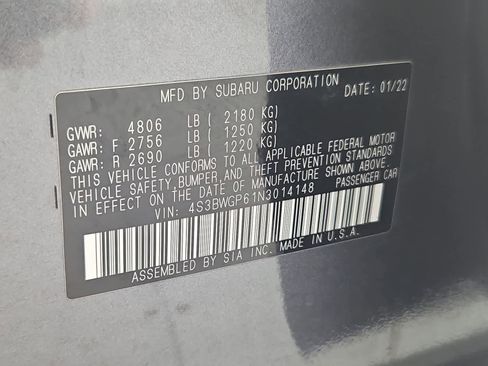 MFD BY SUBARU CORPORATION DATE: 01/22
GVWR: 4806 LB ( 2180 KG)
GAWR: F 2756 LB ( 1250 KG)
GAWR: R 2690 LB ( 1220 KG)
THIS VEHICLE CONFORMS TO ALL APPLICABLE FEDERAL MOTOR
VEHICLE SAFETY, BUMPER, AND THEFT PREVENTION STANDARDS
IN EFFECT ON THE DATE OF MANUFACTURE SHOWN ABOVE.
VIN: 4S3BWGP61N3014148 PASSENGER CAR
ASSEMBLED BY SIA INC. MADE IN U.S.A.